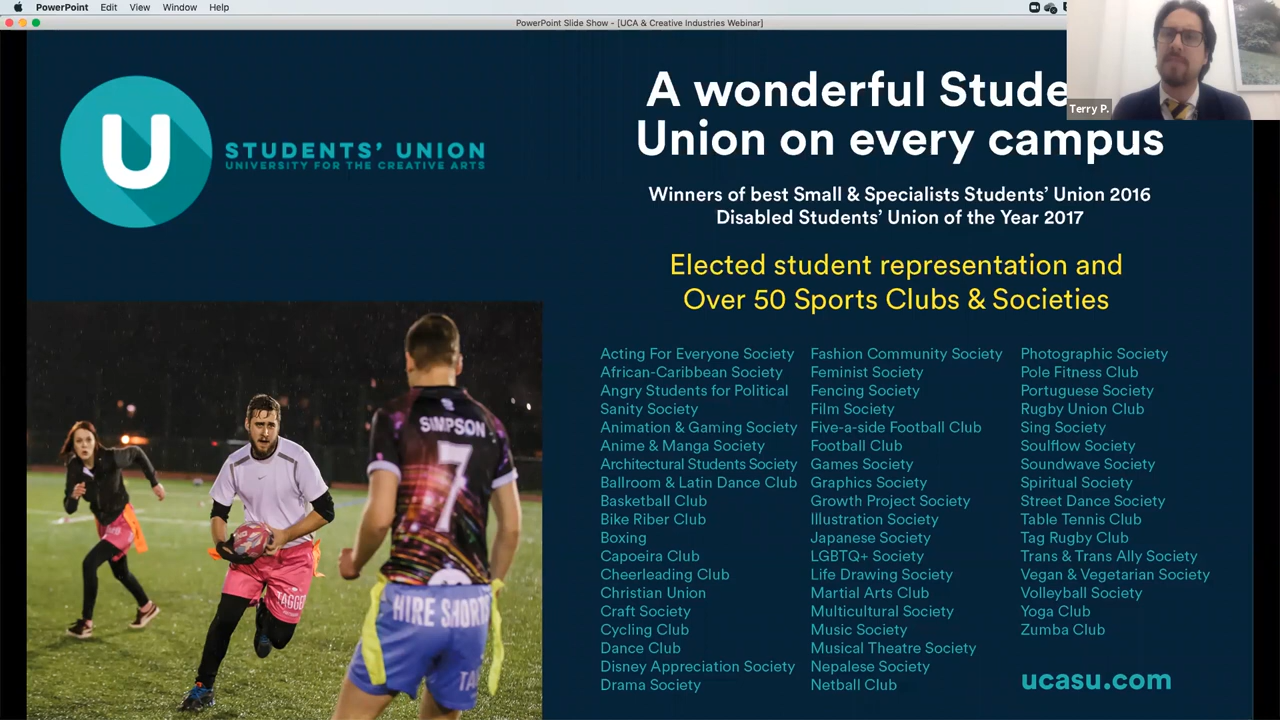 PowerPoint Edit View Window Help
PowerPoint Slide Show - [UCA & Creative Industries Webinar]
Terry P.
U
STUDENTS' UNION
UNIVERSITY FOR THE CREATIVE ARTS
A wonderful Stude
Union on every campus
Winners of best Small & Specialists Students' Union 2016
Disabled Students' Union of the Year 2017
Elected student representation and
Over 50 Sports Clubs & Societies
Acting For Everyone Society
African-Caribbean Society
Angry Students for Political
Sanity Society
Animation & Gaming Society
Anime & Manga Society
Architectural Students Society
Ballroom & Latin Dance Club
Basketball Club
Bike Riber Club
Boxing
Capoeira Club
Cheerleading Club
Christian Union
Craft Society
Cycling Club
Dance Club
Disney Appreciation Society
Drama Society
Fashion Community Society
Feminist Society
Fencing Society
Film Society
Five-a-side Football Club
Football Club
Games Society
Graphics Society
Growth Project Society
Illustration Society
Japanese Society
LGBTQ+ Society
Life Drawing Society
Martial Arts Club
Multicultural Society
Music Society
Musical Theatre Society
Nepalese Society
Netball Club
Photographic Society
Pole Fitness Club
Portuguese Society
Rugby Union Club
Sing Society
Soulflow Society
Soundwave Society
Spiritual Society
Street Dance Society
Table Tennis Club
Tag Rugby Club
Trans & Trans Ally Society
Vegan & Vegetarian Society
Volleyball Society
Yoga Club
Zumba Club
ucasu.com
SIMPSON
7
HIRE SHORTS
TAGGE
TA